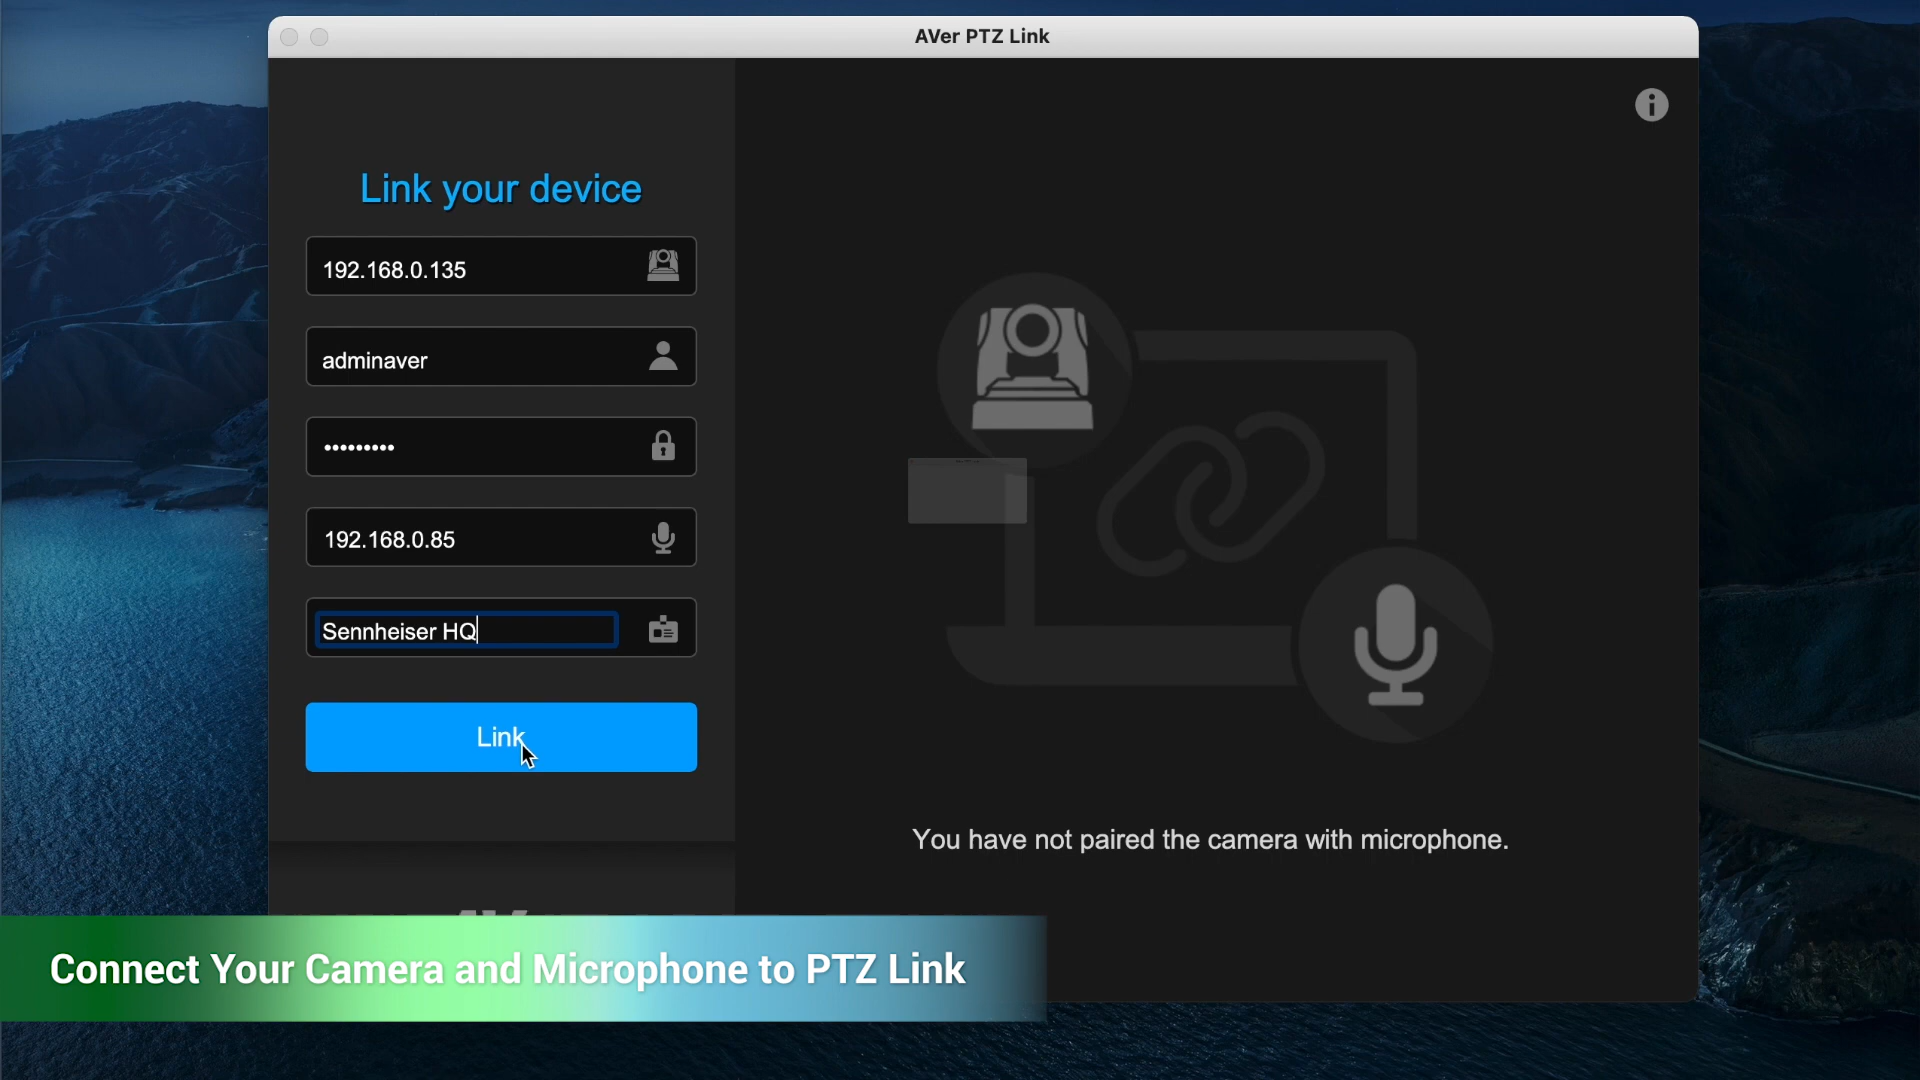 AVer PTZ Link
Link your device
192.168.0.135
adminaver
•••••••••
192.168.0.85
Sennheiser HQ
Link
You have not paired the camera with microphone.
Connect Your Camera and Microphone to PTZ Link